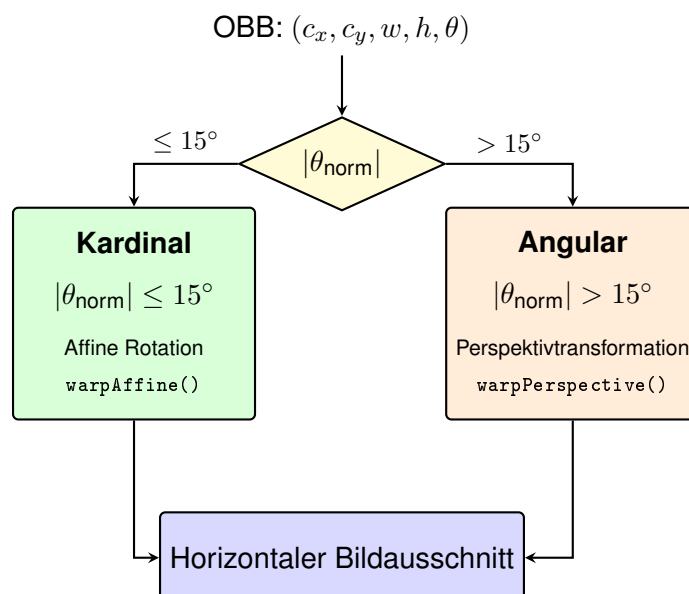 OBB: (c_x, c_y, w, h, θ)
≤ 15°
> 15°
|θ_norm|
Kardinal
|θ_norm| ≤ 15°
Affine Rotation
warpAffine()
Angular
|θ_norm| > 15°
Perspektivtransformation
warpPerspective()
Horizontaler Bildausschnitt